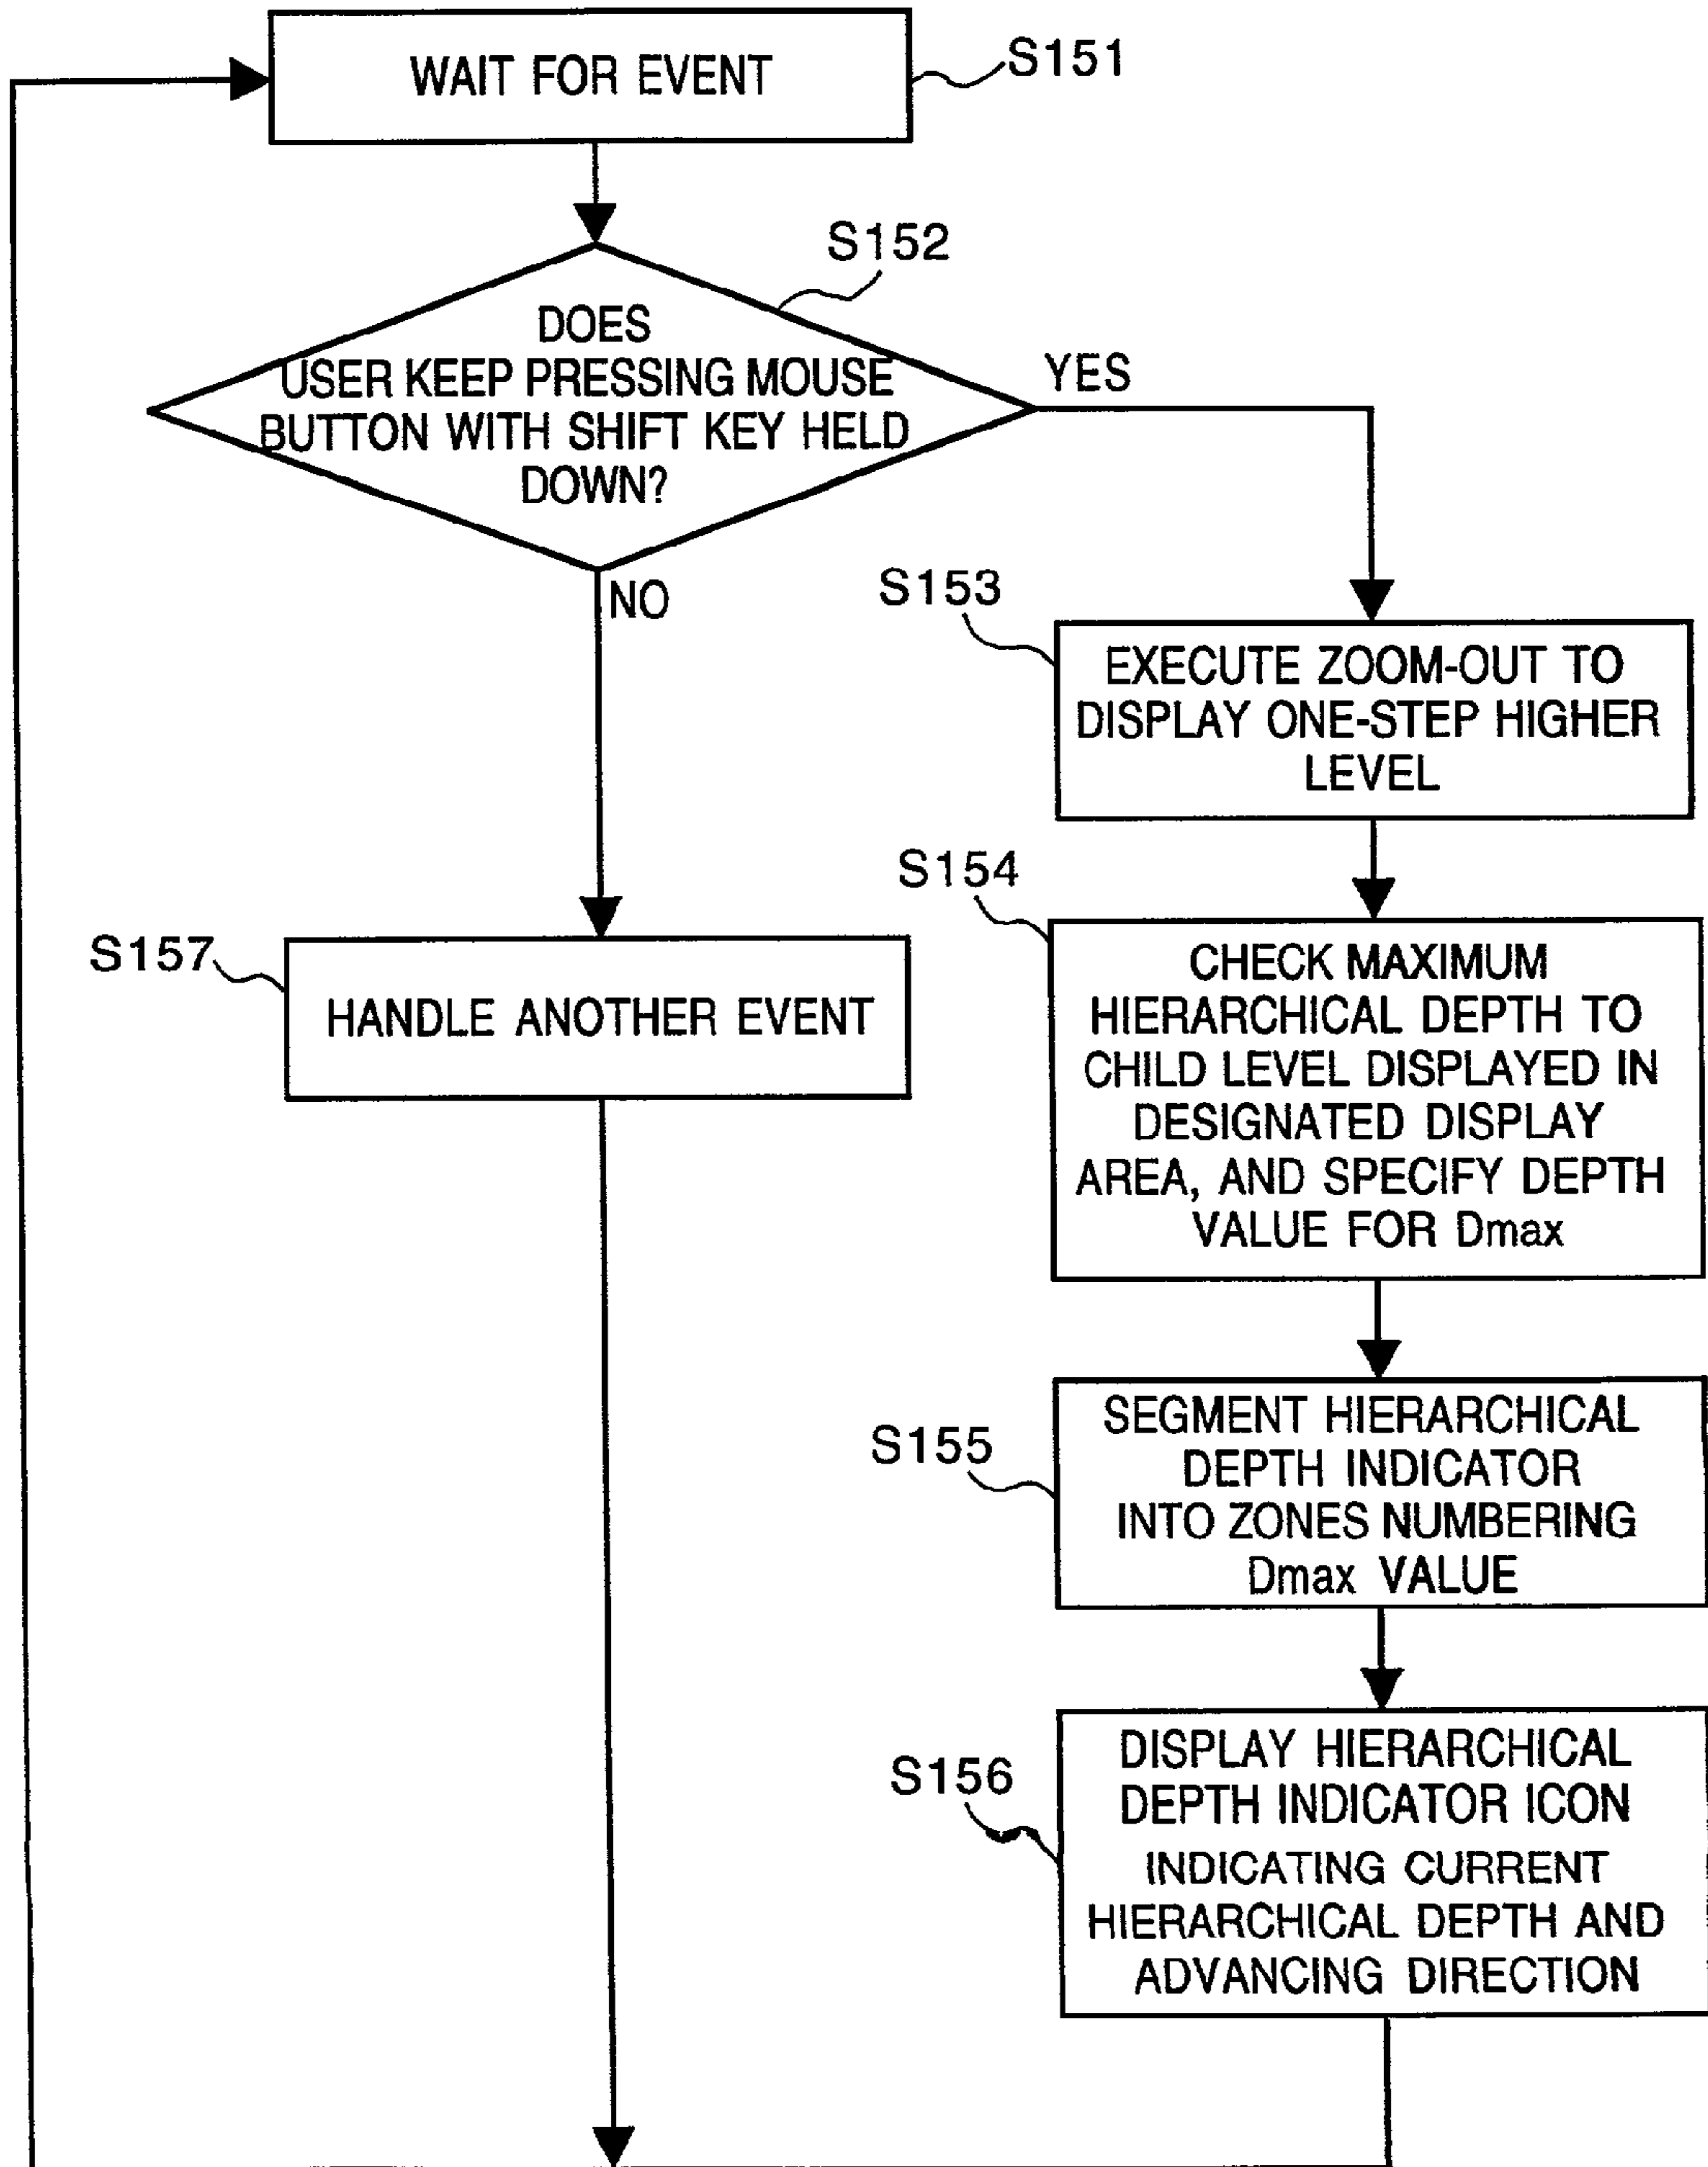 WAIT FOR EVENT
S151
S152
DOES
USER KEEP PRESSING MOUSE
BUTTON WITH SHIFT KEY HELD
DOWN?
YES
NO
S153
EXECUTE ZOOM-OUT TO
DISPLAY ONE-STEP HIGHER
LEVEL
S154
CHECK MAXIMUM
HIERARCHICAL DEPTH TO
CHILD LEVEL DISPLAYED IN
DESIGNATED DISPLAY
AREA, AND SPECIFY DEPTH
VALUE FOR Dmax
S157
HANDLE ANOTHER EVENT
S155
SEGMENT HIERARCHICAL
DEPTH INDICATOR
INTO ZONES NUMBERING
Dmax VALUE
S156
DISPLAY HIERARCHICAL
DEPTH INDICATOR ICON
INDICATING CURRENT
HIERARCHICAL DEPTH AND
ADVANCING DIRECTION